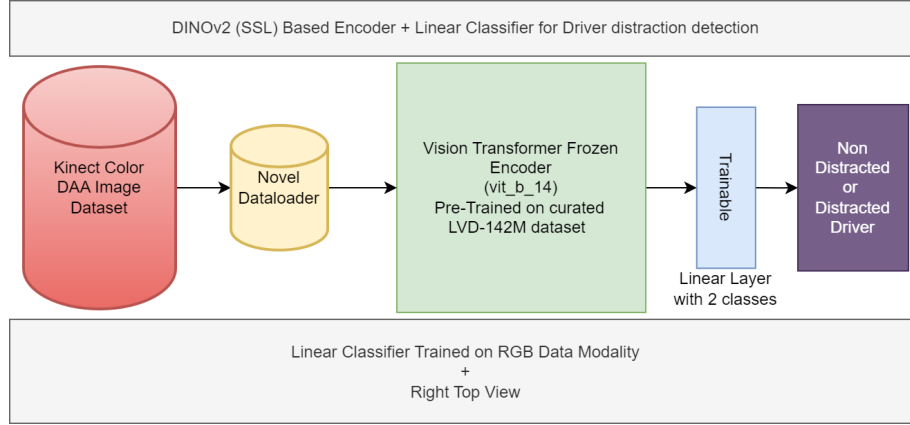 DINOv2 (SSL) Based Encoder + Linear Classifier for Driver distraction detection
Kinect Color
DAA Image
Dataset
Novel
Dataloader
Vision Transformer Frozen
Encoder
(vit_b_14)
Pre-Trained on curated
LVD-142M dataset
Trainable
Linear Layer
with 2 classes
Non
Distracted
or
Distracted
Driver
Linear Classifier Trained on RGB Data Modality
+
Right Top View